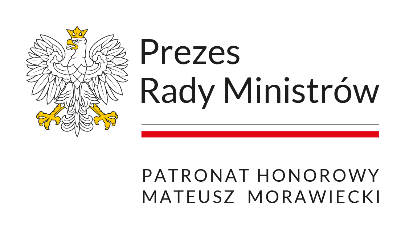 Prezes
Rady Ministrów
PATRONAT HONOROWY
MATEUSZ MORAWIECKI